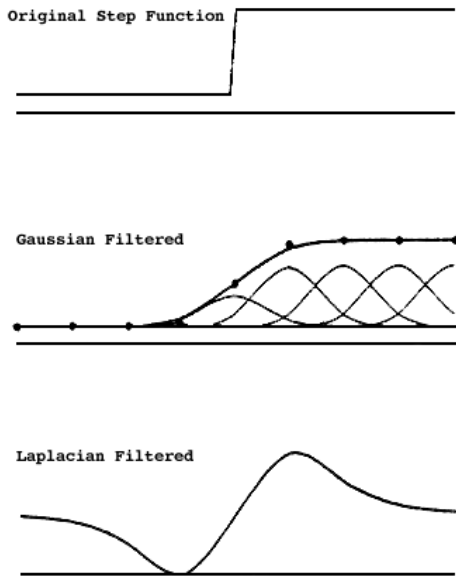 Original Step Function
Gaussian Filtered
Laplacian Filtered